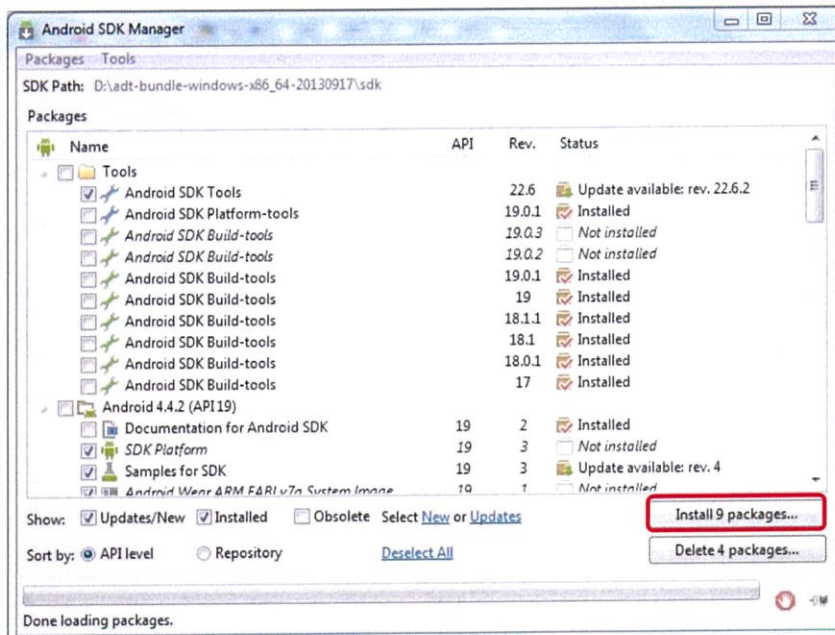 Android SDK Manager
Packages Tools
SDK Path: D:\adt-bundle-windows-x86_64-20130917\sdk
Packages
Name API Rev. Status
Tools
Android SDK Tools 22.6 Update available: rev. 22.6.2
Android SDK Platform-tools 19.0.1 Installed
Android SDK Build-tools 19.0.3 Not installed
Android SDK Build-tools 19.0.2 Not installed
Android SDK Build-tools 19.0.1 Installed
Android SDK Build-tools 19 Installed
Android SDK Build-tools 18.1.1 Installed
Android SDK Build-tools 18.1 Installed
Android SDK Build-tools 18.0.1 Installed
Android SDK Build-tools 17 Installed
Android 4.4.2 (API 19)
Documentation for Android SDK 19 2 Installed
SDK Platform 19 3 Not installed
Samples for SDK 19 3 Update available: rev. 4
Android Wear ARM EABI v7a System Image 19 1 Not installed
Show: Updates/New Installed Obsolete Select New or Updates Install 9 packages...
Sort by: API level Repository Deselect All Delete 4 packages...
Done loading packages.